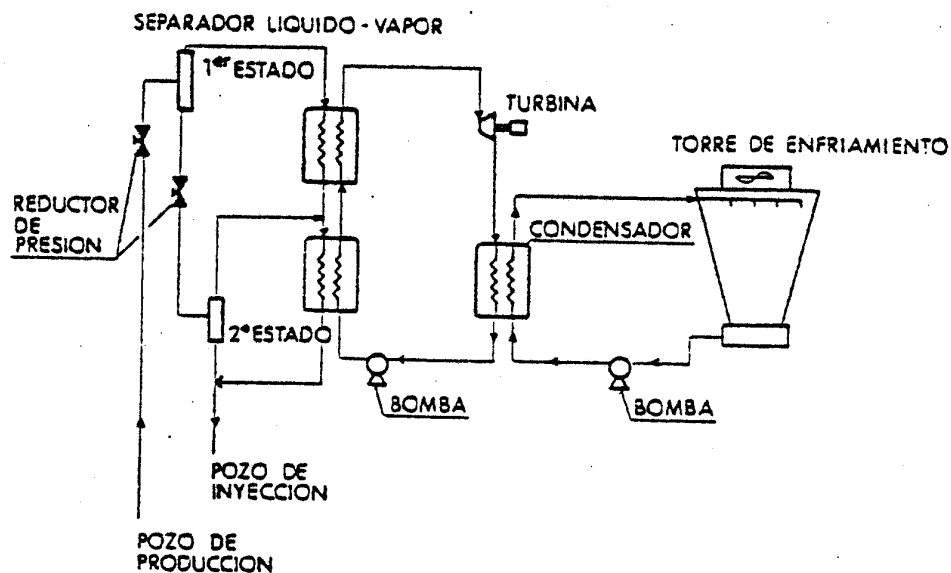 SEPARADOR LIQUIDO - VAPOR
1er ESTADO
TURBINA
TORRE DE ENFRIAMIENTO
REDUCTOR
DE
PRESION
CONDENSADOR
2º ESTADO
BOMBA
BOMBA
POZO DE
INYECCION
POZO DE
PRODUCCION